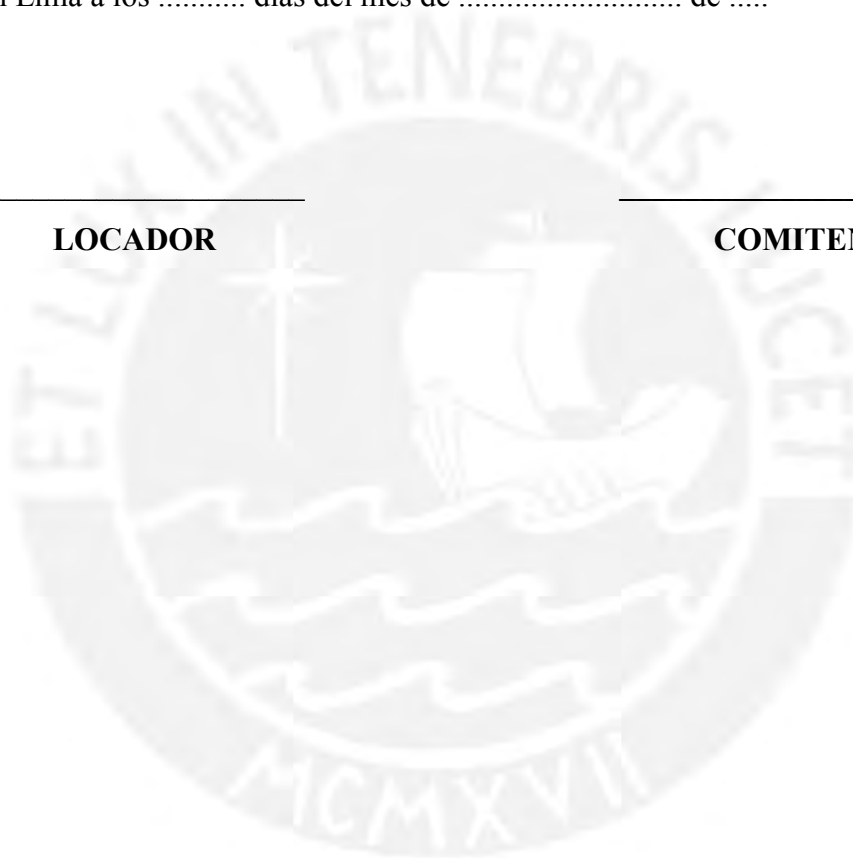 Lima a los ........... días del mes de ............................ de .....
LOCADOR COMITEN
ET LUX IN TENEBRIS LUCET
MCMXVII